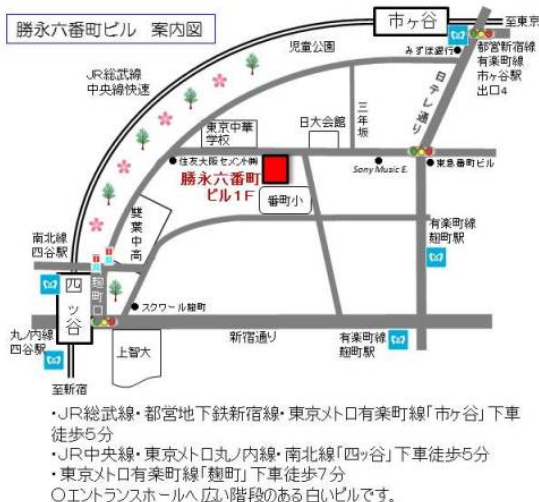 勝永六番町ビル 案内図
市ヶ谷
至東京
児童公園
みずほ銀行
都営新宿線
有楽町線
市ヶ谷駅
出口4
JR総武線
中央線快速
日テレ通り
三年坂
日大会館
東京中華
学校
住友大阪セメント㈱
Sony Music E.
東急番町ビル
勝永六番町
ビル1F
番町小
雙葉中高
有楽町線
麹町駅
南北線
四谷駅
麹町口
四ッ谷
スクワール麹町
丸ノ内線
四谷駅
上智大
新宿通り
有楽町線
麹町駅
至新宿
・JR総武線・都営地下鉄新宿線・東京メトロ有楽町線「市ヶ谷」下車
徒歩5分
・JR中央線・東京メトロ丸ノ内線・南北線「四ッ谷」下車徒歩5分
・東京メトロ有楽町線「麹町」下車徒歩7分
○エントランスホールへ広い階段のある白いビルです。